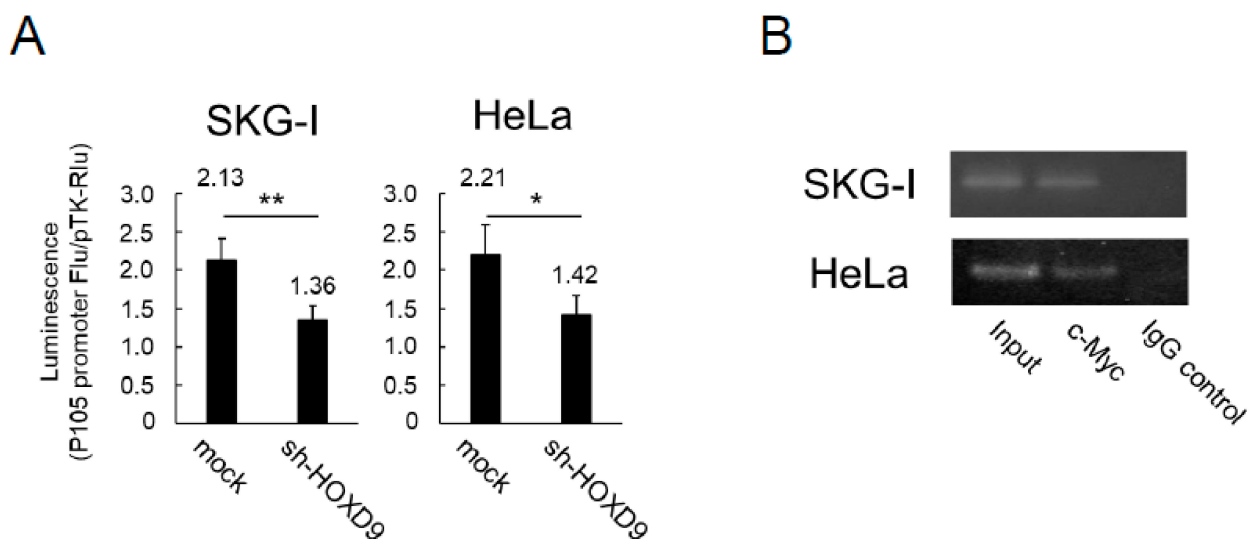 A
B
SKG-I
HeLa
Luminescence
(P105 promoter Flu/pTK-Rlu)
3.0
2.5
2.0
1.5
1.0
0.5
0
2.13
**
1.36
mock
sh-HOXD9
3.0
2.5
2.0
1.5
1.0
0.5
0
2.21
*
1.42
mock
sh-HOXD9
SKG-I
HeLa
Input
c-Myc
IgG control